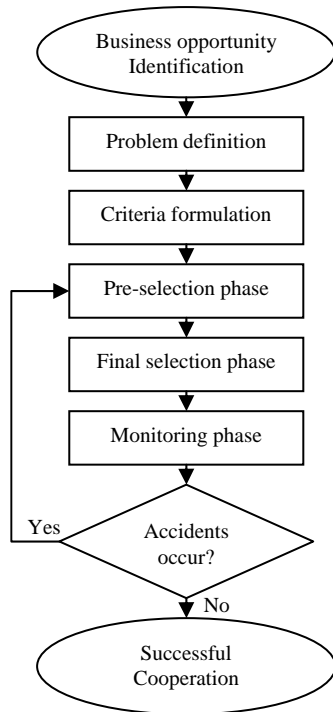 Business opportunity
Identification
Problem definition
Criteria formulation
Pre-selection phase
Final selection phase
Monitoring phase
Yes
Accidents
occur?
No
Successful
Cooperation